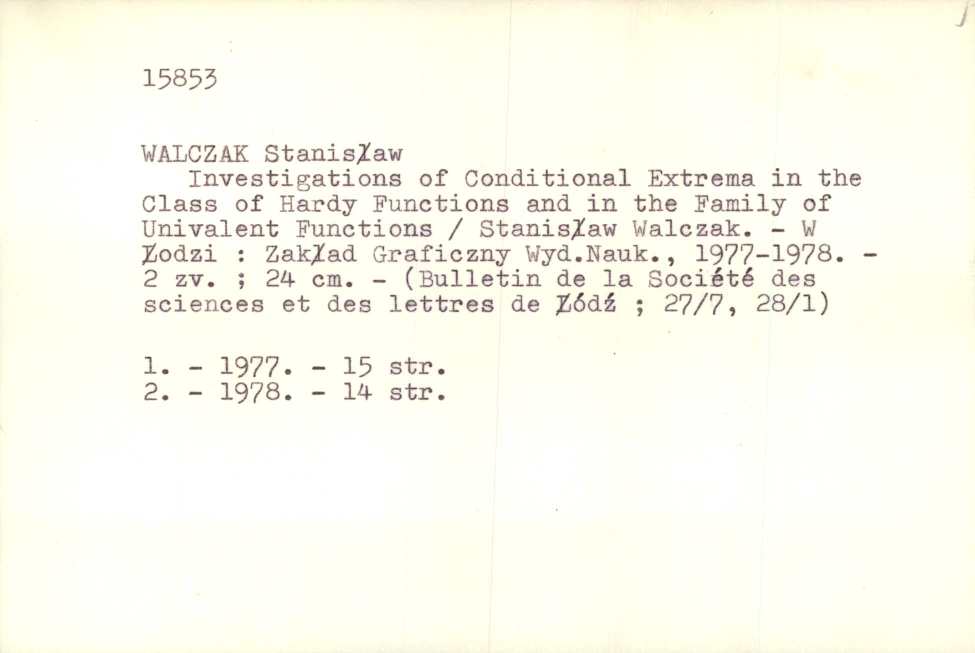 15853
WALCZAK Stanisław
Investigations of Conditional Extrema in the
Class of Hardy Functions and in the Family of
Univalent Functions / Stanisław Walczak. - W
Łodzi : Zakład Graficzny Wyd.Nauk., 1977-1978. -
2 zv. ; 24 cm. - (Bulletin de la Société des
sciences et des lettres de Łódź ; 27/7, 28/1)
1. - 1977. - 15 str.
2. - 1978. - 14 str.